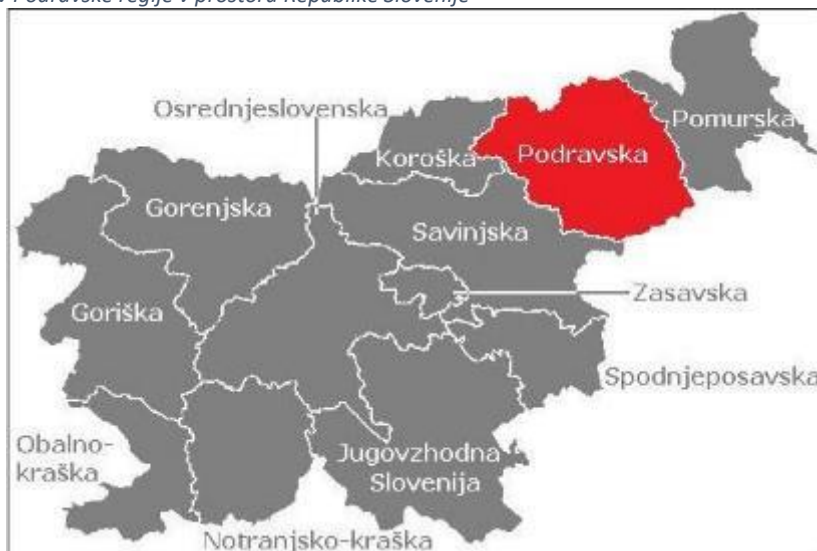 Podravske regije v prostoru Republike Slovenije
Osrednjeslovenska
Pomurska
Koroška
Podravska
Gorenjska
Savinjska
Zasavska
Goriška
Spodnjeposavska
Obalno-
kraška
Jugovzhodna
Slovenija
Notranjsko-kraška